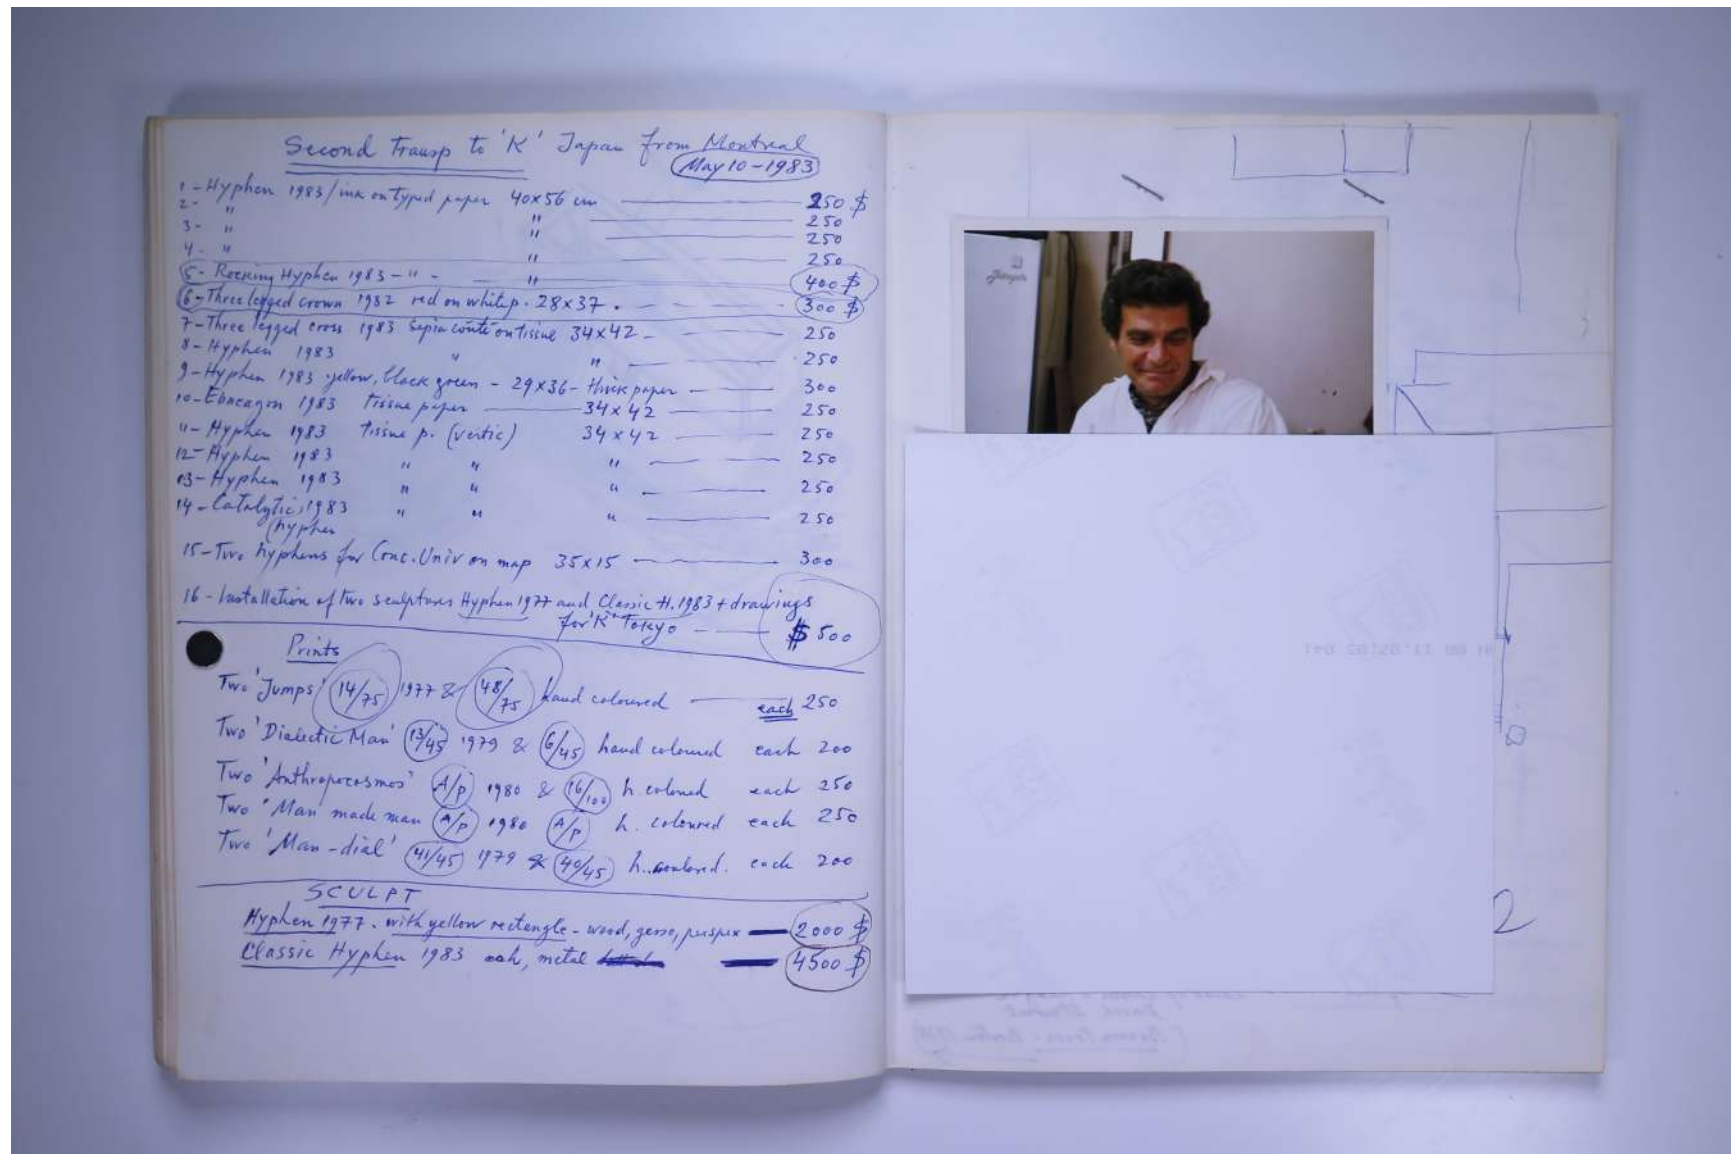 Second Transp to 'K' Japan from Montreal
May 10-1983
1 - Hyphen 1983/ink on typed paper 40x56 cm 250 $
2- " " 250
3- " " 250
4- " " 250
5- Rocking Hyphen 1983 - " - " 400 $
6- Three legged crown 1982 red on white p. 28x37. 300 $
7- Three legged cross 1983 Sepia conte on tissue 34x42 - 250
8- Hyphen 1983 " " 250
9- Hyphen 1983 yellow, black green - 29x36 - thick paper 300
10- 1983 tissue paper 34x42 250
11- Hyphen 1983 tissue p. (vertic) 34x42 250
12- Hyphen 1983 " " " 250
13- Hyphen 1983 " " " 250
14- Catalytic 1983 " " " 250
(hyphen
15- Two hyphens for Conc. Univ on map 35x15 300
16- Installation of two sculptures Hyphen 1977 and Classic H. 1983 + drawings
for 'K' Tokyo $ 500
Prints
Two 'Jumps' 14/75 1977 & 48/75 hand coloured each 250
Two 'Dialectic Man' 13/45 1979 & 6/45 hand coloured each 200
Two 'Anthropocosmos' A/p 1980 & 16/100 h. coloured each 250
Two 'Man made man A/p 1980 A/p h. coloured each 250
Two 'Man-dial' 41/45 1979 & 40/45 h. coulored. each 200
SCULPT
Hyphen 1977. with yellow rectangle - wood, gesso, perspex 2000 $
Classic Hyphen 1983 oak, metal 4500 $
2